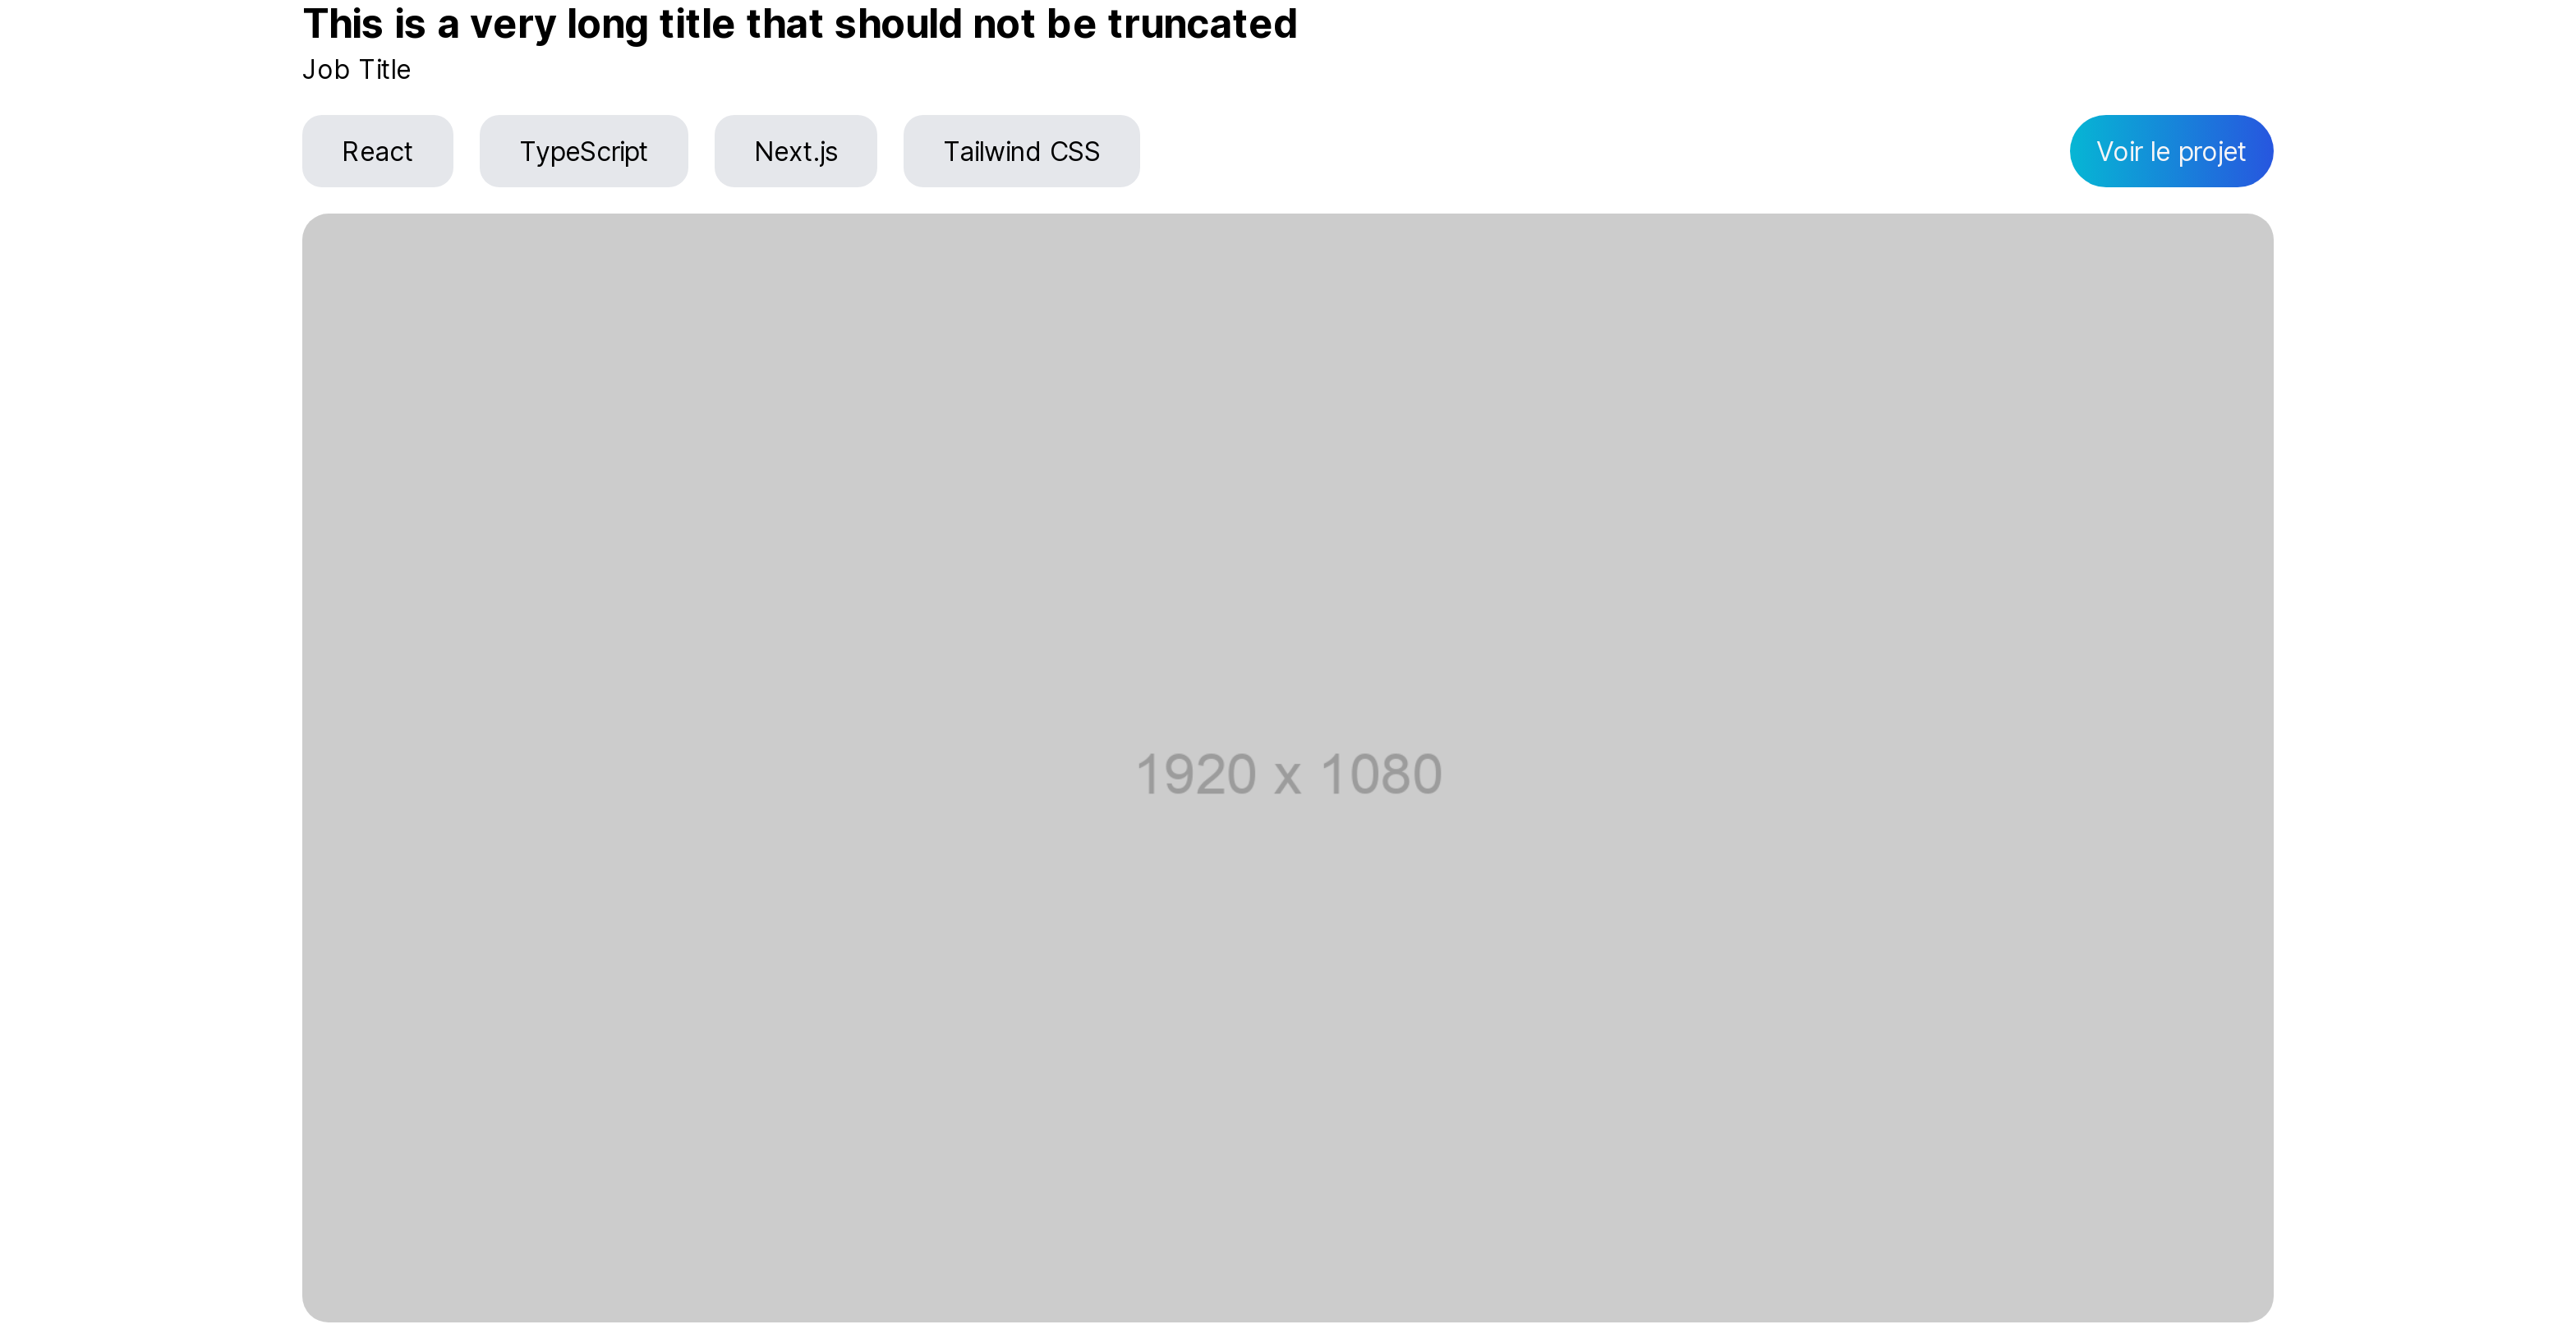 This is a very long title that should not be truncated
Job Title
React TypeScript Next.js Tailwind CSS Voir le projet
1920 x 1080